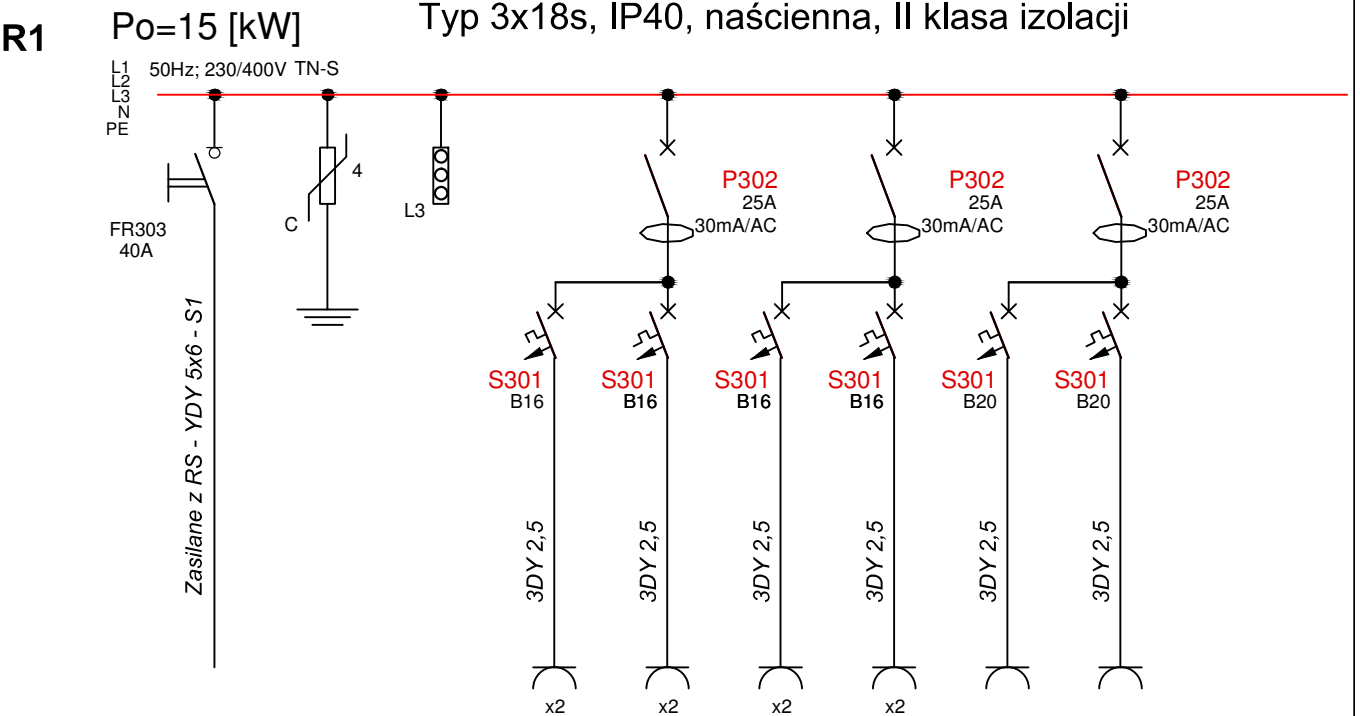 R1
Po=15 [kW]
Typ 3x18s, IP40, naścienna, II klasa izolacji
L1
L2
L3
N
PE
50Hz; 230/400V TN-S
FR303
40A
C
4
L3
P302
25A
30mA/AC
P302
25A
30mA/AC
P302
25A
30mA/AC
S301
B16
S301
B16
S301
B16
S301
B16
S301
B20
S301
B20
Zasilane z RS - YDY 5x6 - S1
3DY 2,5
3DY 2,5
3DY 2,5
3DY 2,5
3DY 2,5
3DY 2,5
x2
x2
x2
x2